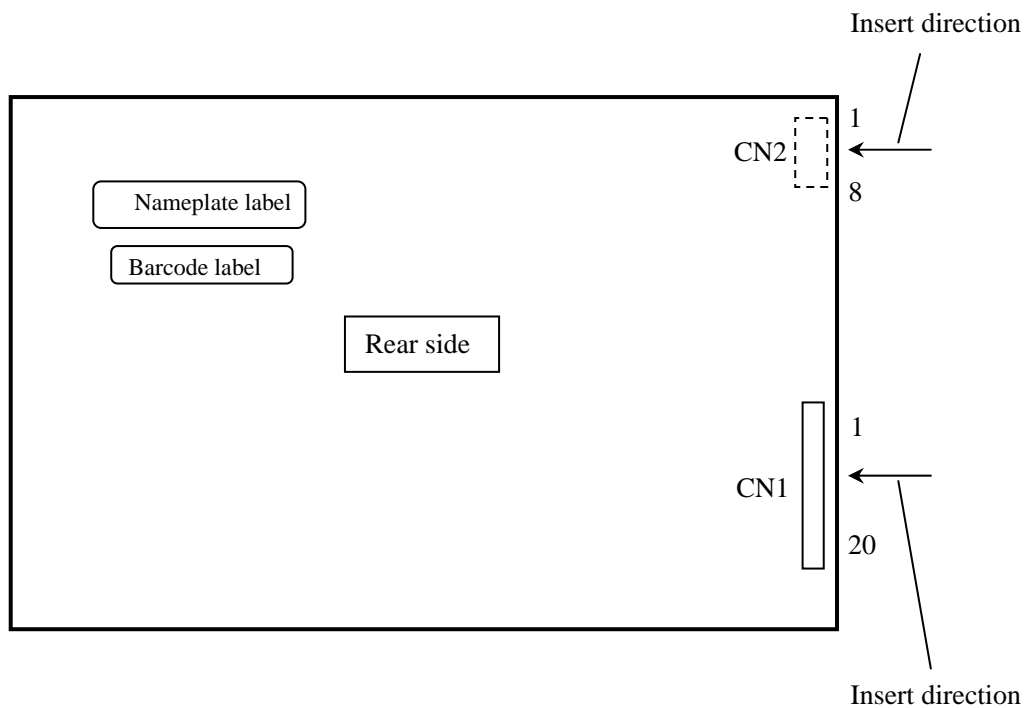 Insert direction
1
CN2
8
Nameplate label
Barcode label
Rear side
1
CN1
20
Insert direction